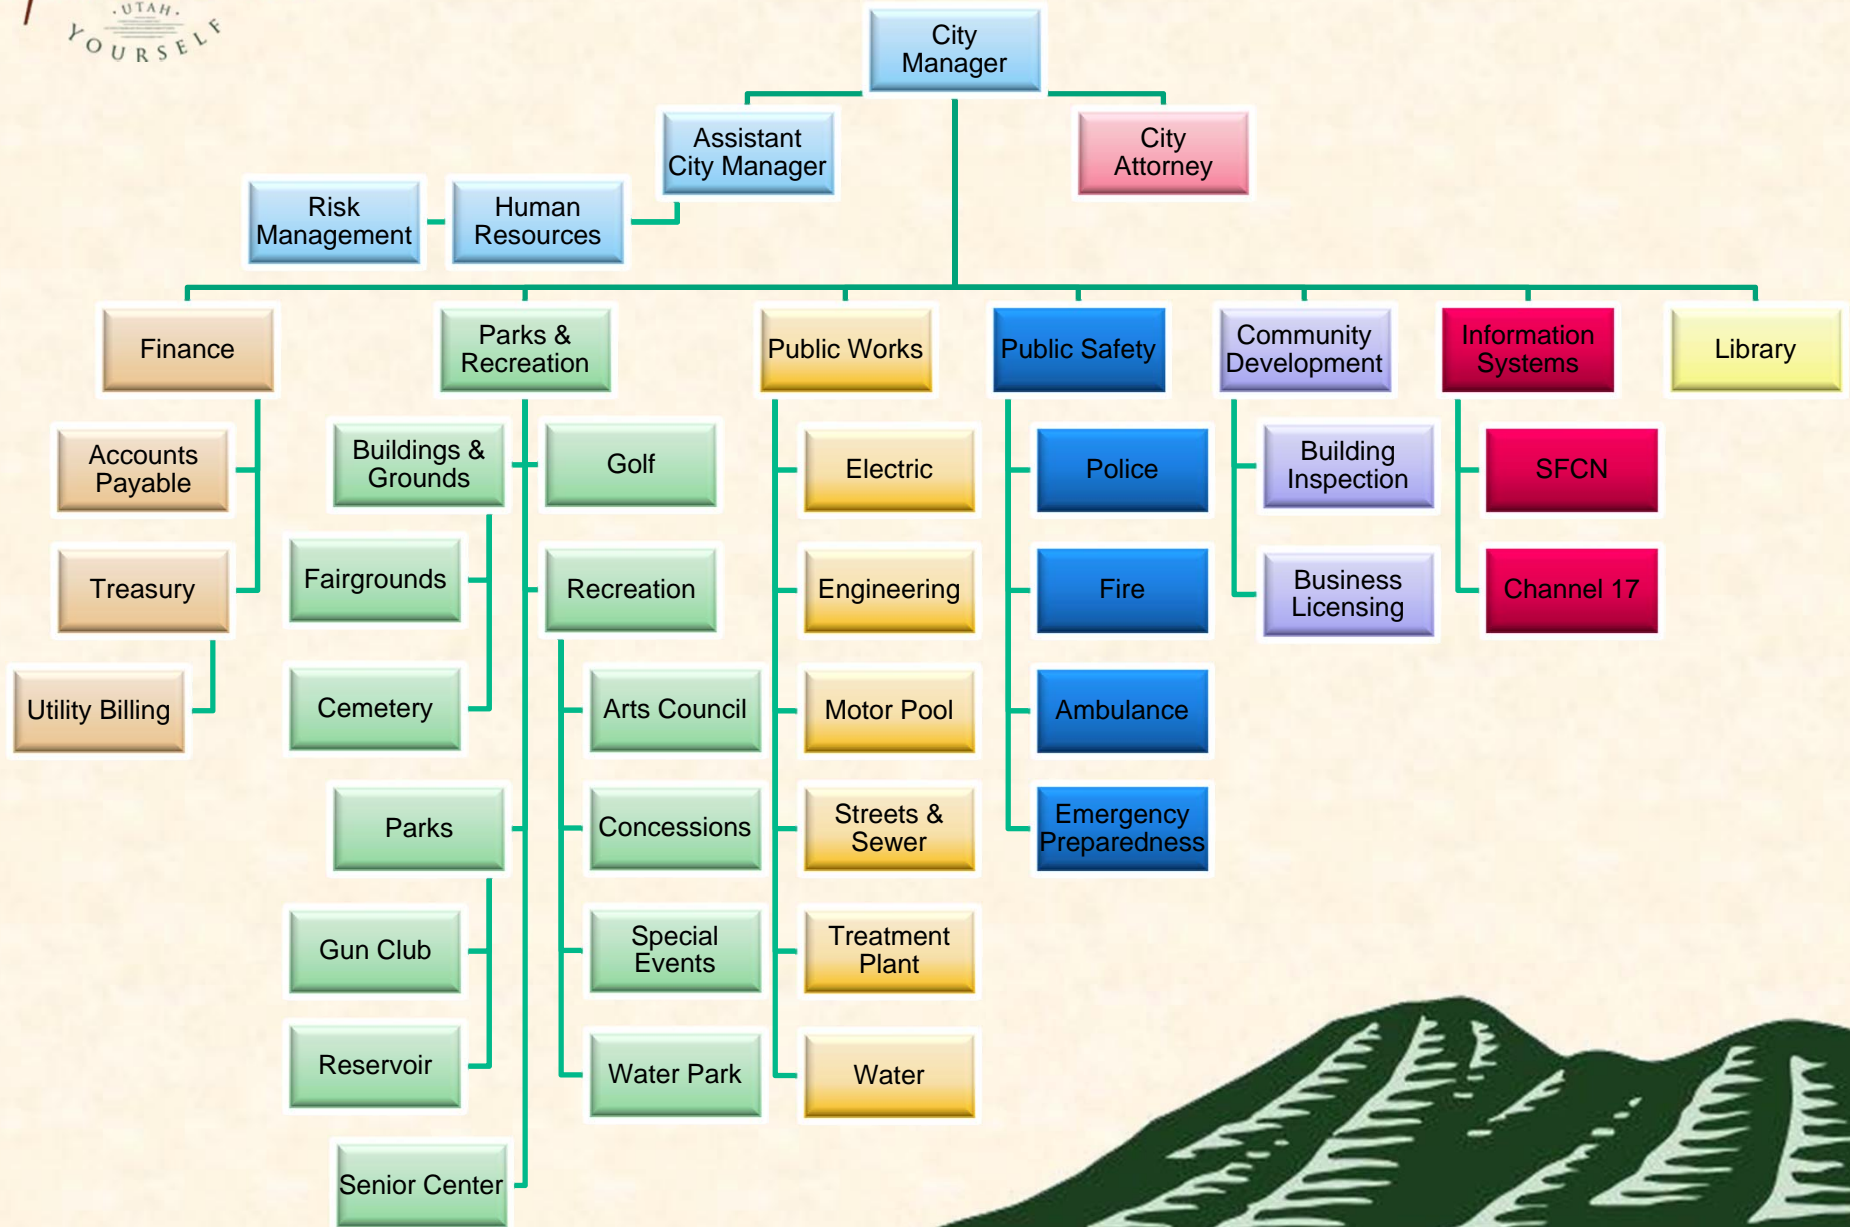 · UTAH ·
YOURSELF
City
Manager
Assistant
City Manager
City
Attorney
Risk
Management
Human
Resources
Finance
Parks &
Recreation
Public Works
Public Safety
Community
Development
Information
Systems
Library
Accounts
Payable
Buildings &
Grounds
Golf
Electric
Police
Building
Inspection
SFCN
Treasury
Fairgrounds
Recreation
Engineering
Fire
Business
Licensing
Channel 17
Utility Billing
Cemetery
Arts Council
Motor Pool
Ambulance
Parks
Concessions
Streets &
Sewer
Emergency
Preparedness
Gun Club
Special
Events
Treatment
Plant
Reservoir
Water Park
Water
Senior Center